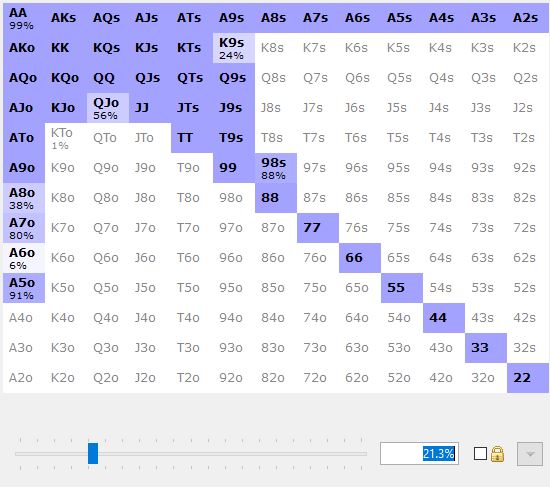 AA AKs AQs AJs ATs A9s A8s A7s A6s A5s A4s A3s A2s
99%
AKo KK KQs KJs KTs K9s K8s K7s K6s K5s K4s K3s K2s
24%
AQo KQo QQ QJs QTs Q9s Q8s Q7s Q6s Q5s Q4s Q3s Q2s
AJo KJo QJo JJ JTs J9s J8s J7s J6s J5s J4s J3s J2s
56%
ATo KTo QTo JTo TT T9s T8s T7s T6s T5s T4s T3s T2s
1%
A9o K9o Q9o J9o T9o 99 98s 97s 96s 95s 94s 93s 92s
88%
A8o K8o Q8o J8o T8o 98o 88 87s 86s 85s 84s 83s 82s
38%
A7o K7o Q7o J7o T7o 97o 87o 77 76s 75s 74s 73s 72s
80%
A6o K6o Q6o J6o T6o 96o 86o 76o 66 65s 64s 63s 62s
6%
A5o K5o Q5o J5o T5o 95o 85o 75o 65o 55 54s 53s 52s
91%
A4o K4o Q4o J4o T4o 94o 84o 74o 64o 54o 44 43s 42s
A3o K3o Q3o J3o T3o 93o 83o 73o 63o 53o 43o 33 32s
A2o K2o Q2o J2o T2o 92o 82o 72o 62o 52o 42o 32o 22
21.3%